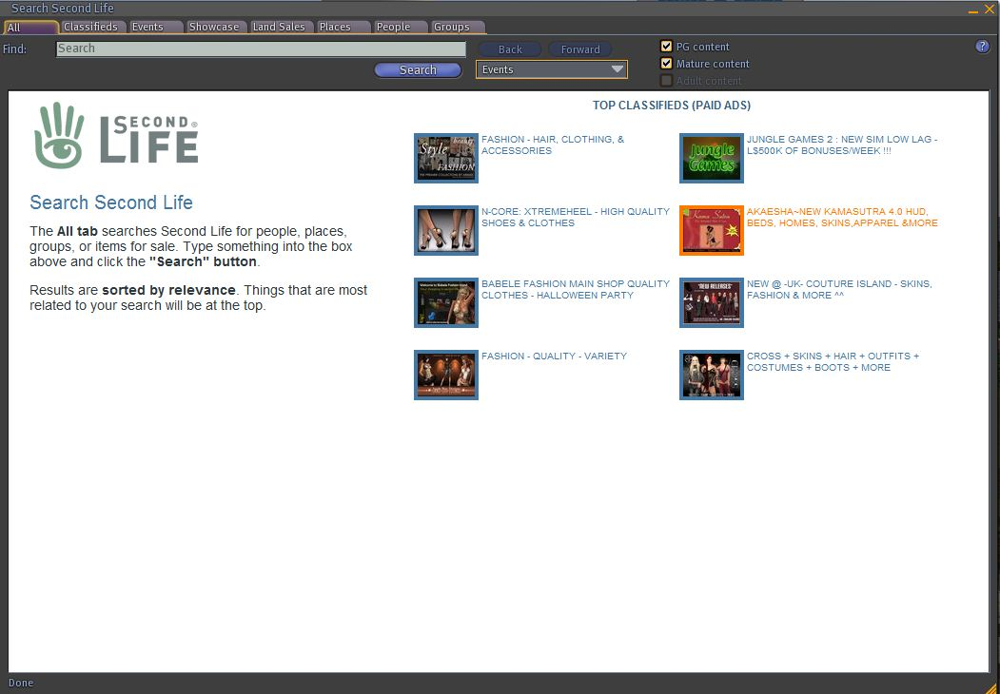 Search Second Life
All
Classifieds
Events
Showcase
Land Sales
Places
People
Groups
Find:
Search
Back
Forward
Search
Events
PG content
Mature content
Adult content
?
SECOND®
LIFE
Search Second Life
The All tab searches Second Life for people, places,
groups, or items for sale. Type something into the box
above and click the "Search" button.
Results are sorted by relevance. Things that are most
related to your search will be at the top.
TOP CLASSIFIEDS (PAID ADS)
Style
beauty
FASHION
FASHION - HAIR, CLOTHING, &
ACCESSORIES
Jungle
Games
JUNGLE GAMES 2 : NEW SIM LOW LAG -
L$500K OF BONUSES/WEEK !!!
N-CORE: XTREMEHEEL - HIGH QUALITY
SHOES & CLOTHES
Kama Sutra
AKAESHA~NEW KAMASUTRA 4.0 HUD,
BEDS, HOMES, SKINS,APPAREL &MORE
BABELE FASHION MAIN SHOP QUALITY
CLOTHES - HALLOWEEN PARTY
"NEW RELEASES"
NEW @ -UK- COUTURE ISLAND - SKINS,
FASHION & MORE ^^
FASHION - QUALITY - VARIETY
CROSS + SKINS + HAIR + OUTFITS +
COSTUMES + BOOTS + MORE
Done